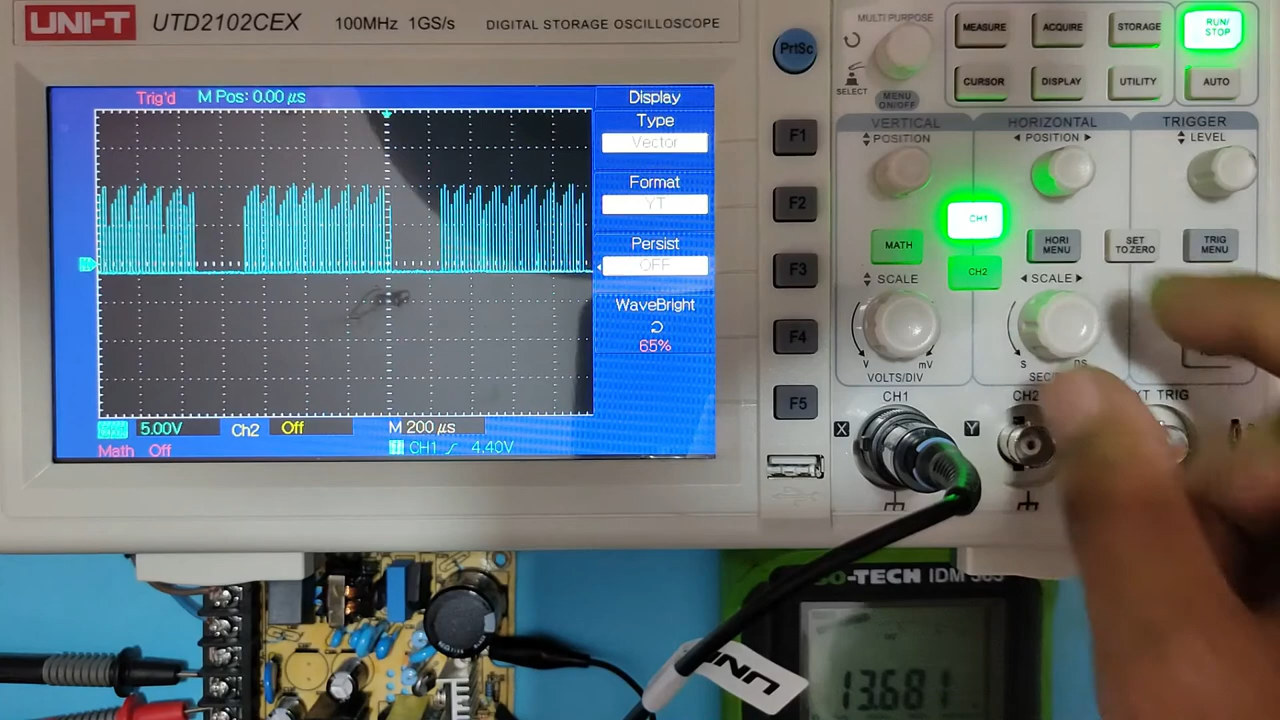 UNI-T UTD2102CEX 100MHz 1GS/s DIGITAL STORAGE OSCILLOSCOPE
Trig'd M Pos: 0.00 μs
Display
Type
Vector
Format
YT
Persist
OFF
WaveBright
65%
5.00V Ch2 Off M 200 μs
Math Off CH1 4.40V
PrtSc
F1
F2
F3
F4
F5
MULTI PURPOSE
SELECT
MENU
ON/OFF
MEASURE ACQUIRE STORAGE RUN/
STOP
CURSOR DISPLAY UTILITY AUTO
VERTICAL HORIZONTAL TRIGGER
POSITION POSITION LEVEL
CH1
MATH HORI
MENU SET
TO ZERO TRIG
MENU
CH2
SCALE SCALE
V mV S
VOLTS/DIV
CH1 CH2
X Y
UNI
13.681